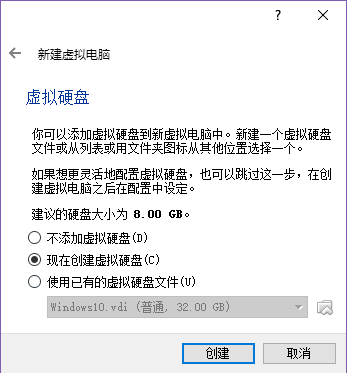 ?
新建虚拟电脑
虚拟硬盘
你可以添加虚拟硬盘到新虚拟电脑中。新建一个虚拟硬盘
文件或从列表或用文件夹图标从其他位置选择一个。
如果想更灵活地配置虚拟硬盘，也可以跳过这一步，在创
建虚拟电脑之后在配置中设定。
建议的硬盘大小为 8.00 GB。
不添加虚拟硬盘(D)
现在创建虚拟硬盘(C)
使用已有的虚拟硬盘文件(U)
Windows10.vdi (普通, 32.00 GB)
创建 取消